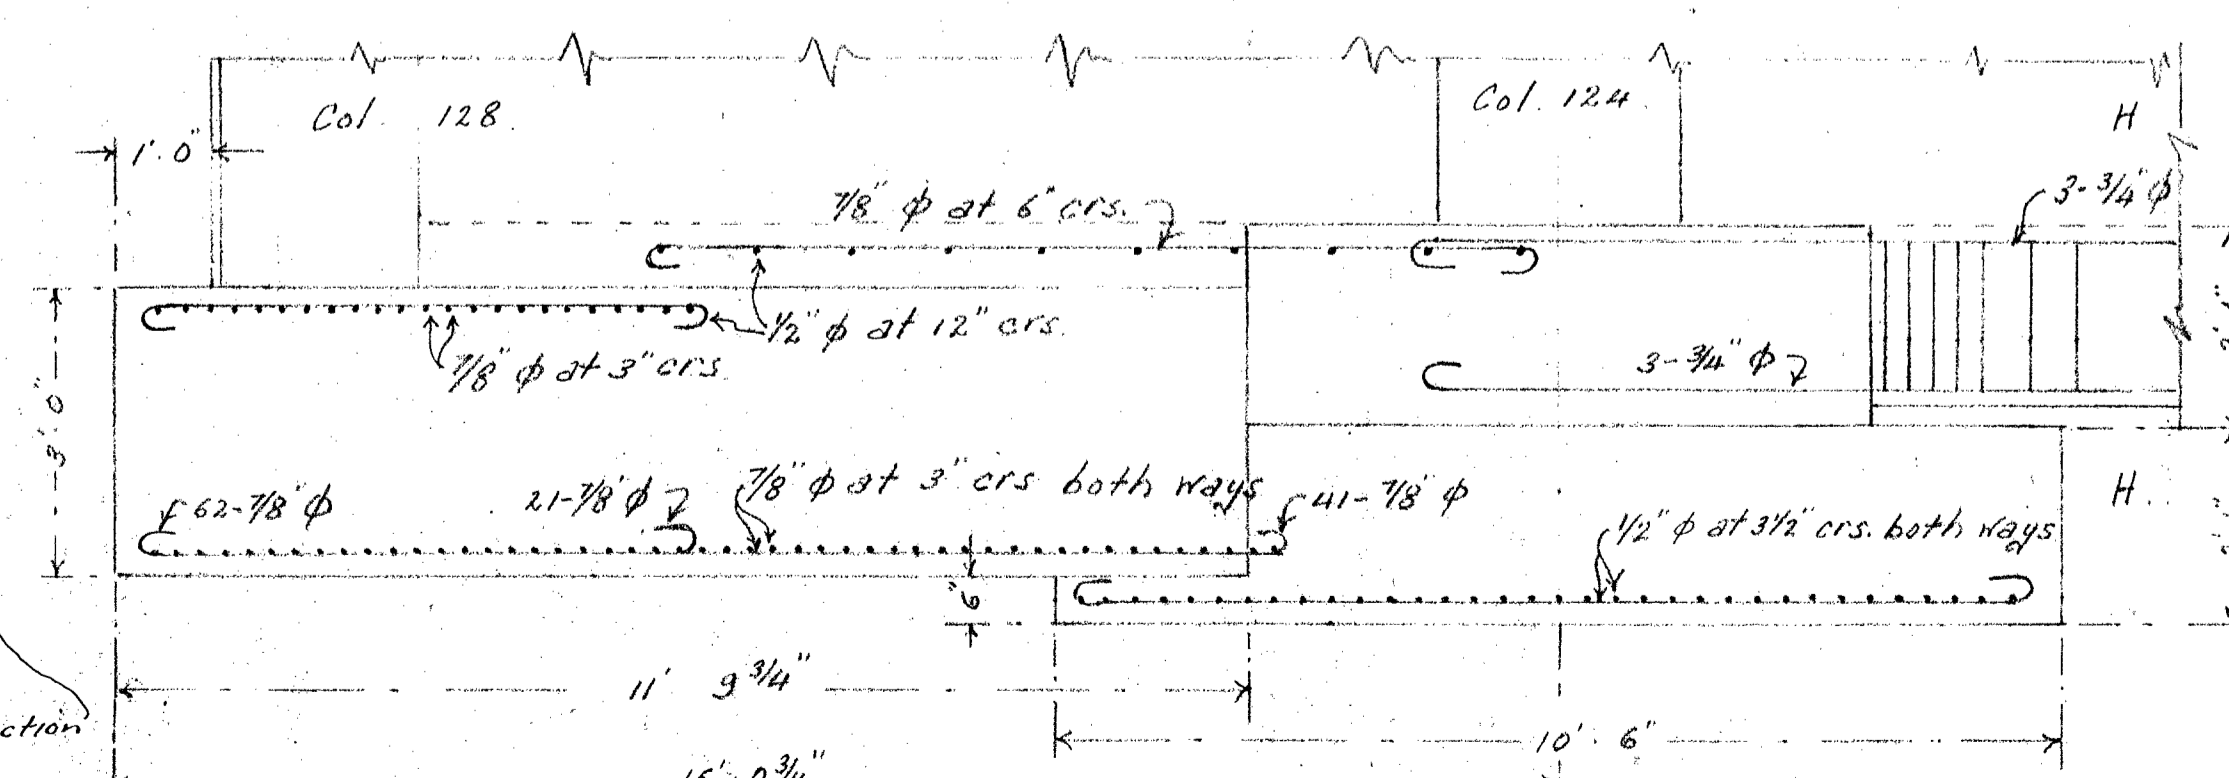 Col. 128.
Col. 124.
H
1'.0"
7/8" ϕ at 6" crs.
3-3/4" ϕ
1/2" ϕ at 12" crs.
7/8" ϕ at 3" crs.
3-3/4" ϕ
3'.0"
62-7/8" ϕ
21-7/8" ϕ
7/8" ϕ at 3" crs both ways
41-7/8" ϕ
H.
1/2" ϕ at 3 1/2" crs. both ways
6"
11' 9 3/4"
ction
10'. 6"